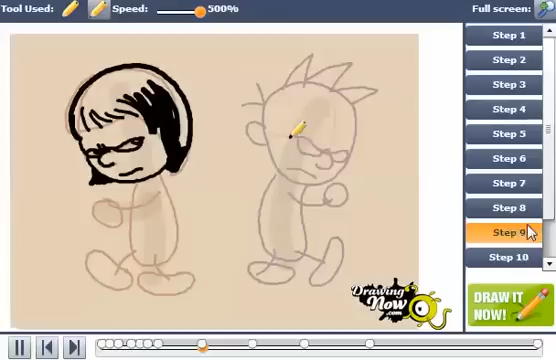 Tool Used:
Speed:
500%
Full screen:
Step 1
Step 2
Step 3
Step 4
Step 5
Step 6
Step 7
Step 8
Step 9
Step 10
Drawing
Now.com
DRAW IT
NOW!